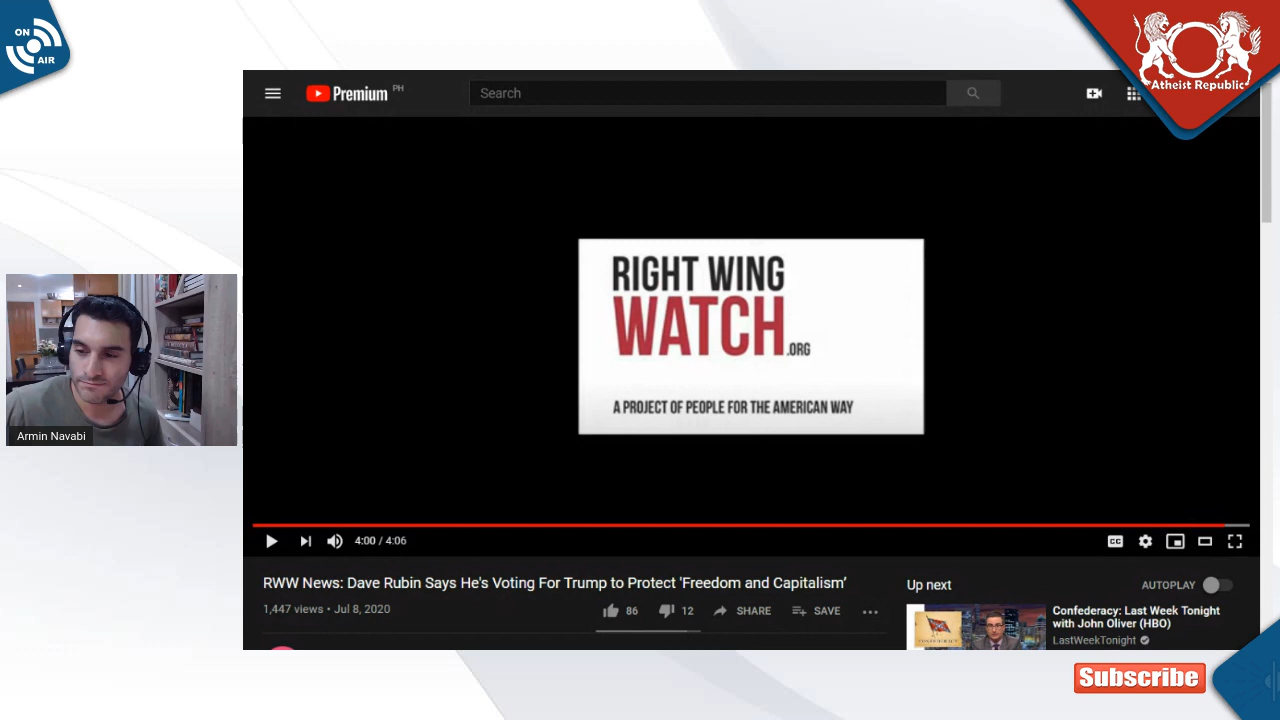 ON
AIR
Atheist Republic
Premium PH
Search
RIGHT WING
WATCH.ORG
A PROJECT OF PEOPLE FOR THE AMERICAN WAY
Armin Navabi
4:00 / 4:06
CC
RWW News: Dave Rubin Says He's Voting For Trump to Protect 'Freedom and Capitalism'
1,447 views • Jul 8, 2020
86
12
SHARE
SAVE
Up next
AUTOPLAY
Confederacy: Last Week Tonight
with John Oliver (HBO)
LastWeekTonight
Subscribe